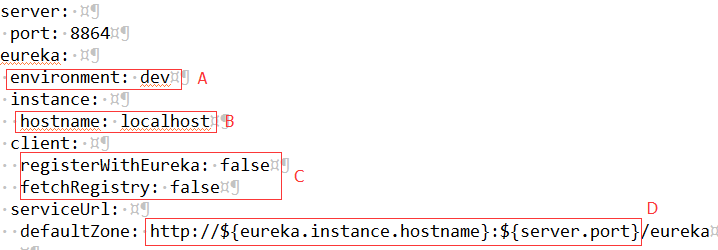 server:
port: 8864
eureka:
environment: dev A
instance:
hostname: localhost B
client:
registerWithEureka: false
fetchRegistry: false C
serviceUrl: D
defaultZone: http://${eureka.instance.hostname}:${server.port}/eureka